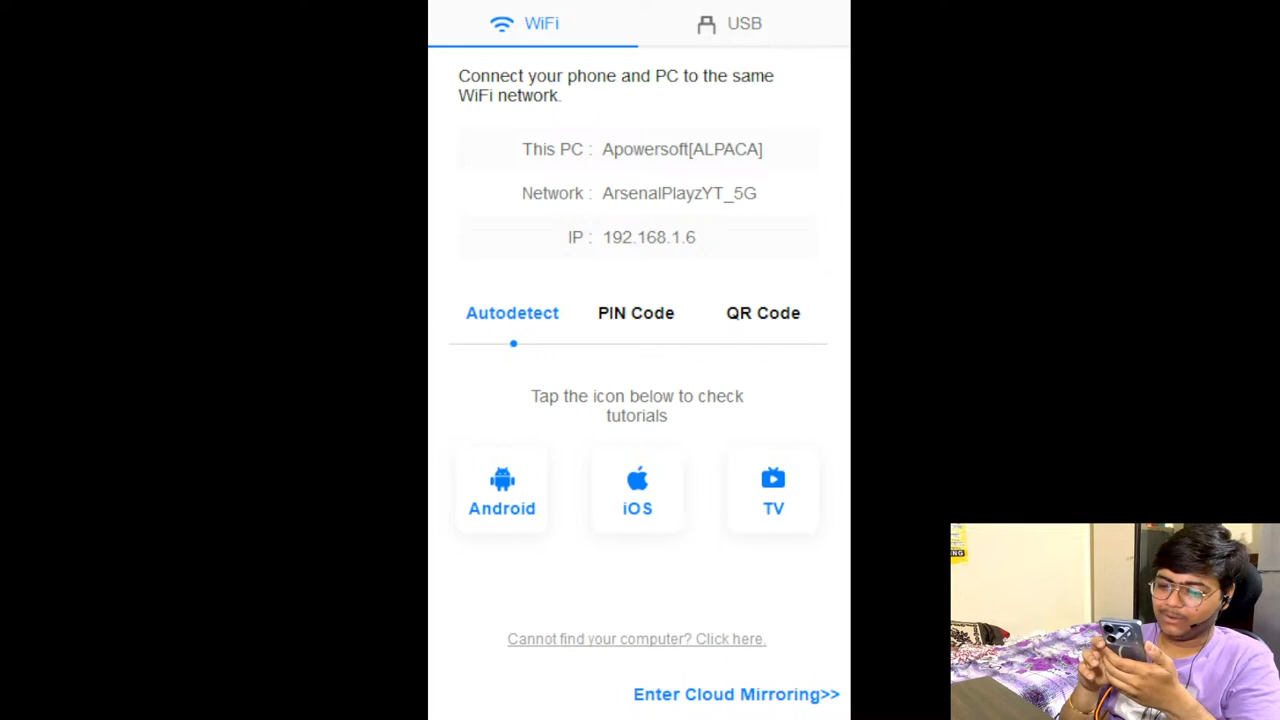 WiFi
USB
Connect your phone and PC to the same
WiFi network.
This PC : Apowersoft[ALPACA]
Network : ArsenalPlayzYT_5G
IP : 192.168.1.6
Autodetect
PIN Code
QR Code
Tap the icon below to check
tutorials
Android
iOS
TV
Cannot find your computer? Click here.
Enter Cloud Mirroring>>